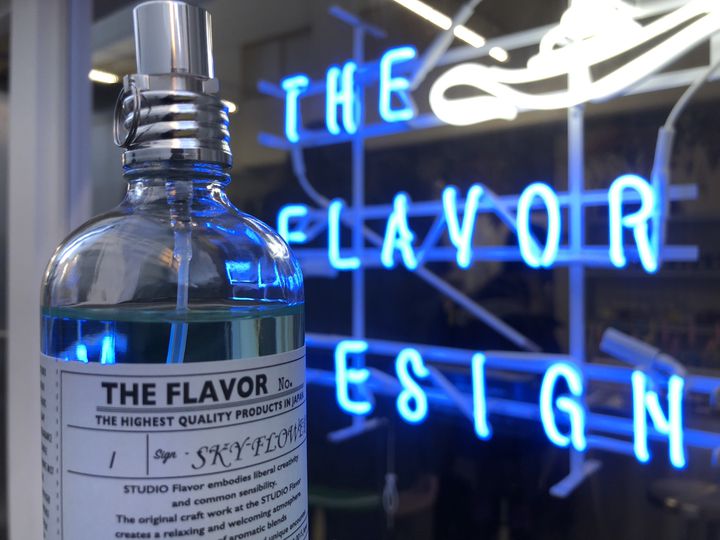 THE
FLAVOR
ESIGN
THE FLAVOR No.
THE HIGHEST QUALITY PRODUCTS IN JAPAN
1 Sign - SKY-FLOWE
STUDIO Flavor embodies liberal creativity
and common sensibility.
The original craft work at the STUDIO Flavor
creates a relaxing and welcoming atmosphere
of aromatic blends
unique